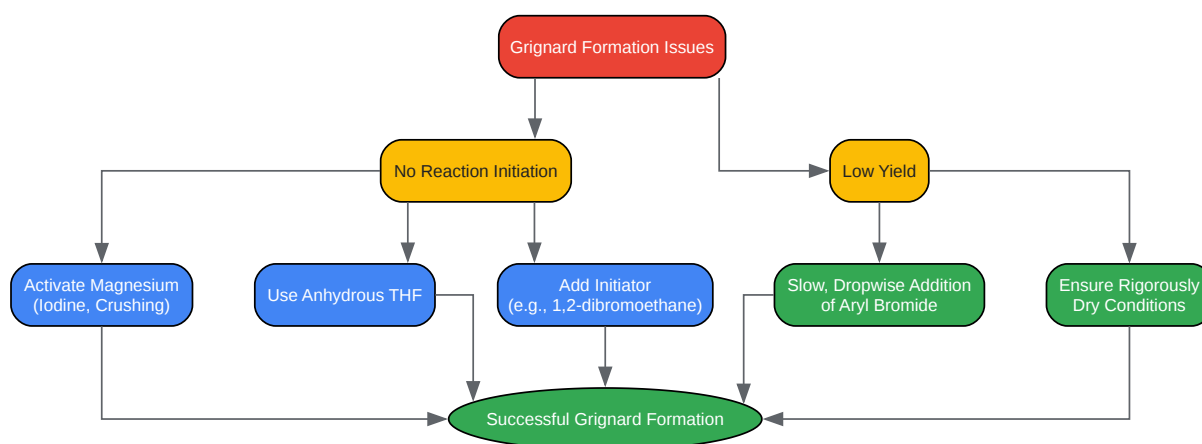 Grignard Formation Issues
No Reaction Initiation
Low Yield
Activate Magnesium
(Iodine, Crushing)
Use Anhydrous THF
Add Initiator
(e.g., 1,2-dibromoethane)
Slow, Dropwise Addition
of Aryl Bromide
Ensure Rigorously
Dry Conditions
Successful Grignard Formation